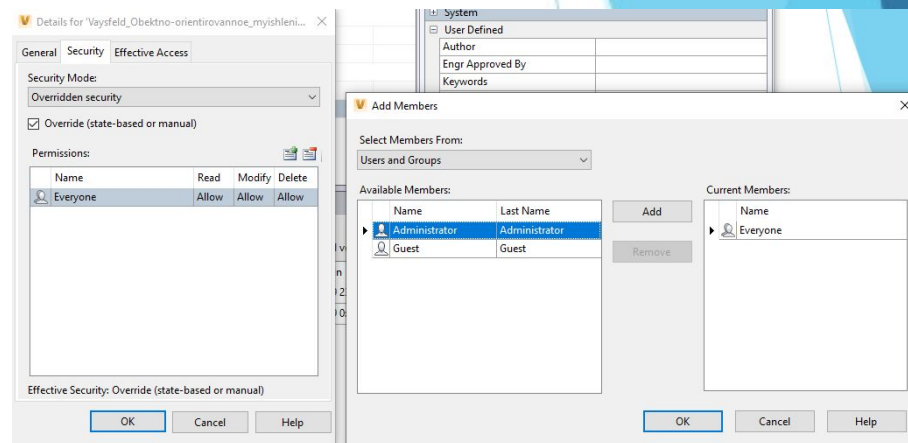 Details for 'Vaysfeld_Obektno-orientirovannoe_myishleni...
General Security Effective Access
Security Mode:
Overridden security
Override (state-based or manual)
Permissions:
Name Read Modify Delete
Everyone Allow Allow Allow
Effective Security: Override (state-based or manual)
OK Cancel Help
System
User Defined
Author
Engr Approved By
Keywords
Add Members
Select Members From:
Users and Groups
Available Members:
Name Last Name
Administrator Administrator
Guest Guest
Add
Remove
Current Members:
Name
Everyone
OK Cancel Help